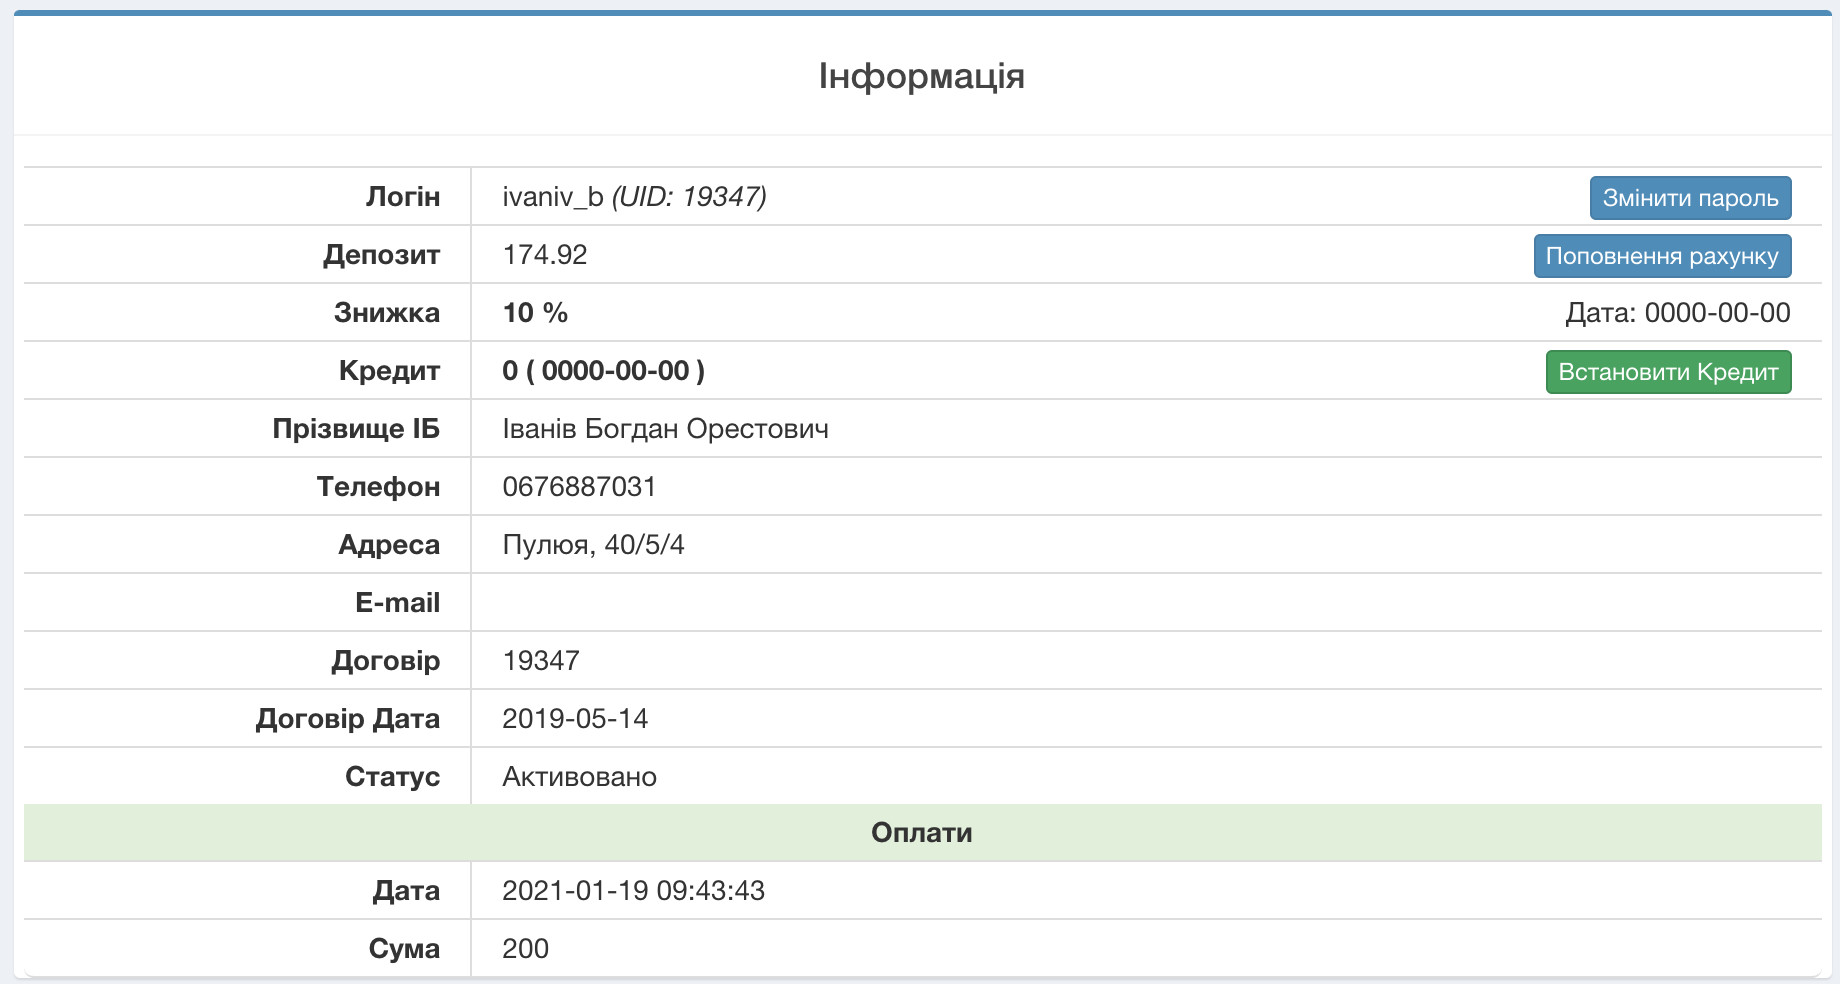 Інформація
Логін ivaniv_b (UID: 19347) Змінити пароль
Депозит 174.92 Поповнення рахунку
Знижка 10 % Дата: 0000-00-00
Кредит 0 ( 0000-00-00 ) Встановити Кредит
Прізвище ІБ Іванів Богдан Орестович
Телефон 0676887031
Адреса Пулюя, 40/5/4
E-mail
Договір 19347
Договір Дата 2019-05-14
Статус Активовано
Оплати
Дата 2021-01-19 09:43:43
Сума 200